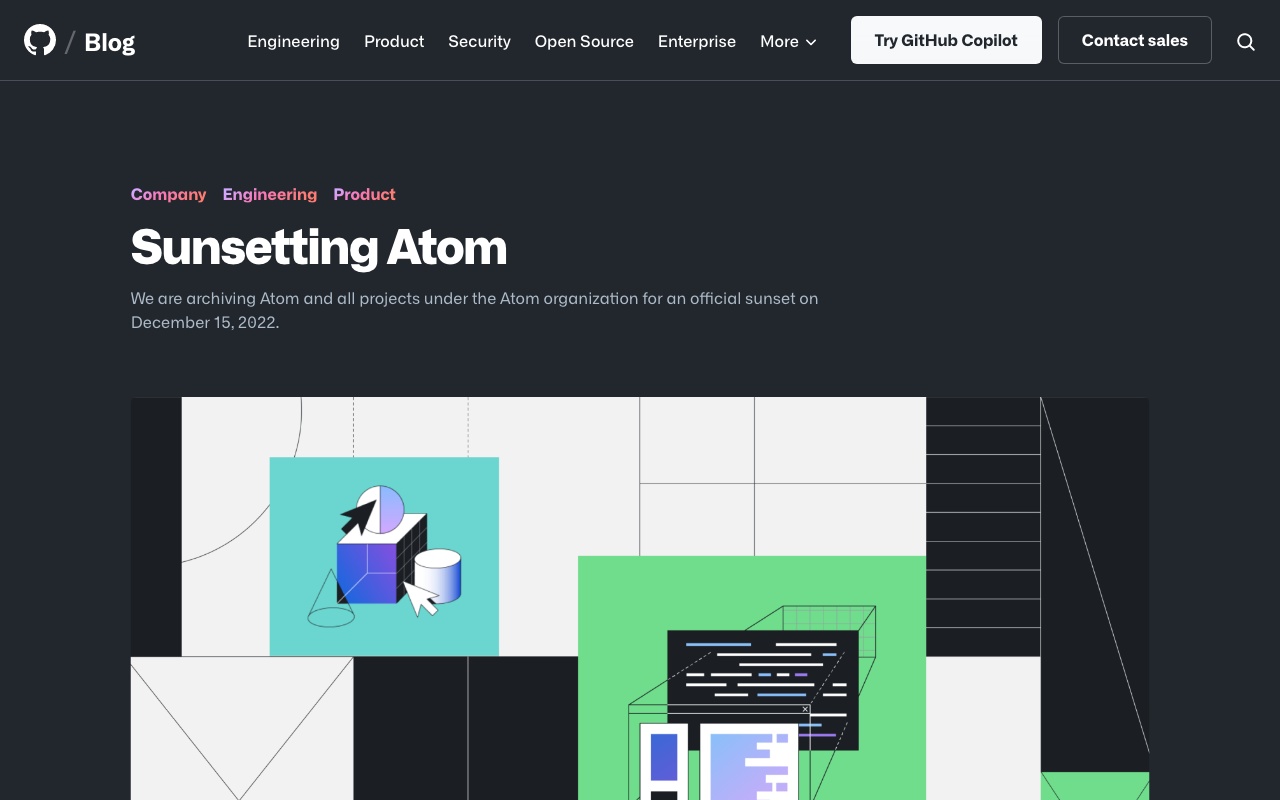 / Blog
Engineering Product Security Open Source Enterprise More Try GitHub Copilot Contact sales
Company Engineering Product
Sunsetting Atom
We are archiving Atom and all projects under the Atom organization for an official sunset on
December 15, 2022.